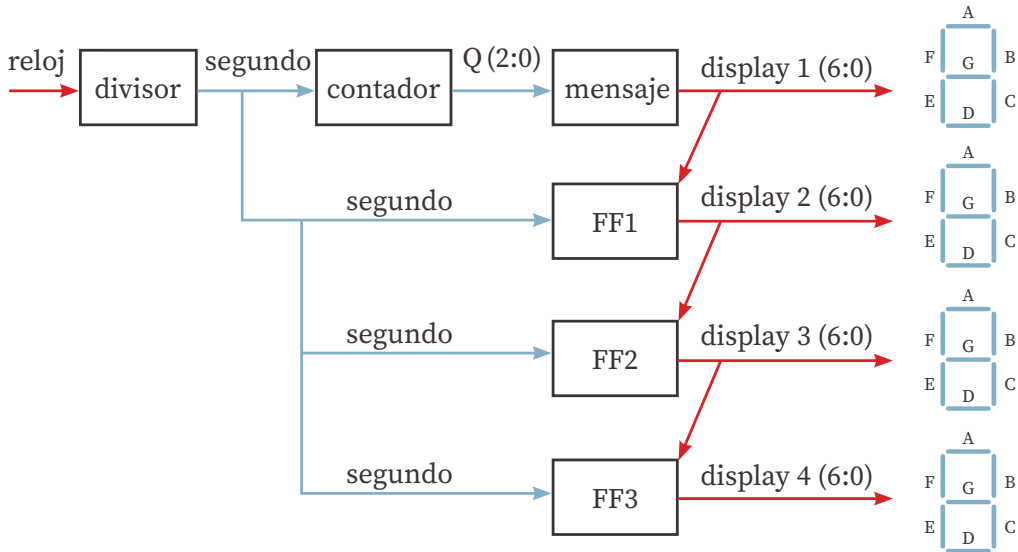 reloj
divisor
segundo
contador
Q (2:0)
mensaje
display 1 (6:0)
A
F
G
B
E
D
C
segundo
FF1
display 2 (6:0)
A
F
G
B
E
D
C
segundo
FF2
display 3 (6:0)
A
F
G
B
E
D
C
segundo
FF3
display 4 (6:0)
A
F
G
B
E
D
C